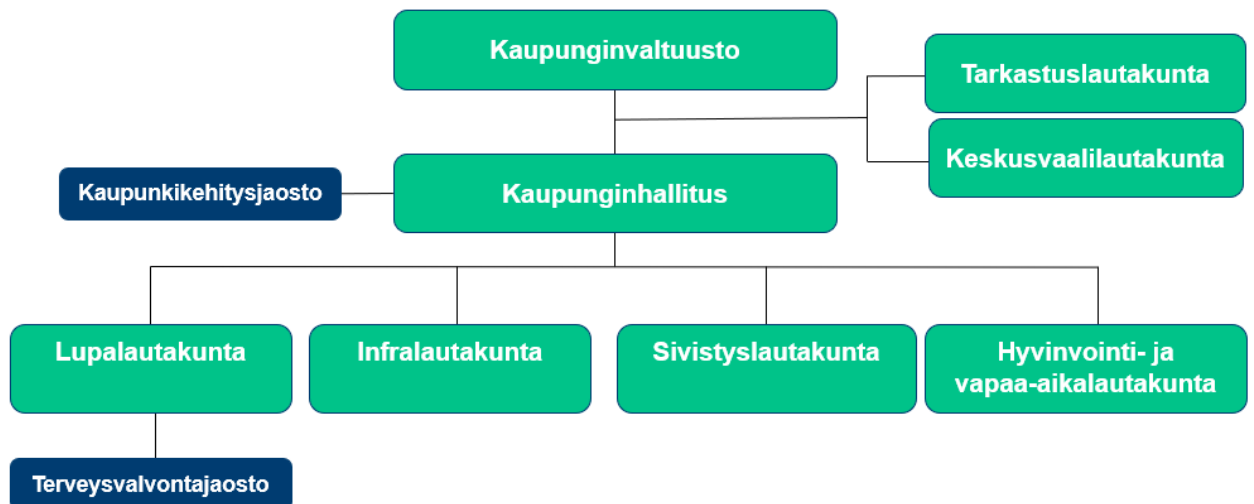 Kaupunginvaltuusto
Tarkastuslautakunta
Keskusvaalilautakunta
Kaupunkikehitysjaosto
Kaupunginhallitus
Lupalautakunta
Infralautakunta
Sivistyslautakunta
Hyvinvointi- ja
vapaa-aikalautakunta
Terveysvalvontajaosto